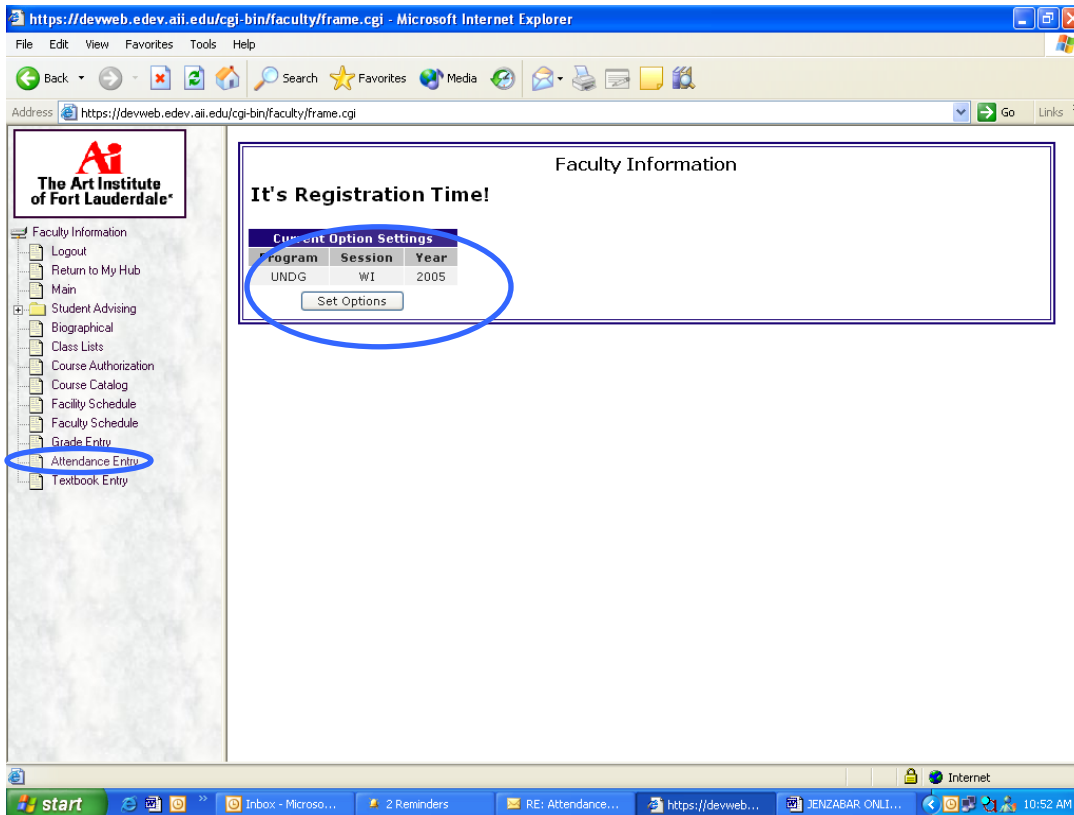 https://devweb.edev.aii.edu/cgi-bin/faculty/frame.cgi - Microsoft Internet Explorer
File Edit View Favorites Tools Help
Back Search Favorites Media
Address https://devweb.edev.aii.edu/cgi-bin/faculty/frame.cgi Go Links
Ai
The Art Institute
of Fort Lauderdale
Faculty Information
Logout
Return to My Hub
Main
Student Advising
Biographical
Class Lists
Course Authorization
Course Catalog
Facility Schedule
Faculty Schedule
Grade Entry
Attendance Entry
Textbook Entry
Faculty Information
It's Registration Time!
Current Option Settings
Program Session Year
UNDG WI 2005
Set Options
Internet
start Inbox - Microso... 2 Reminders RE: Attendance... https://devweb... JENZABAR ONLI... 10:52 AM